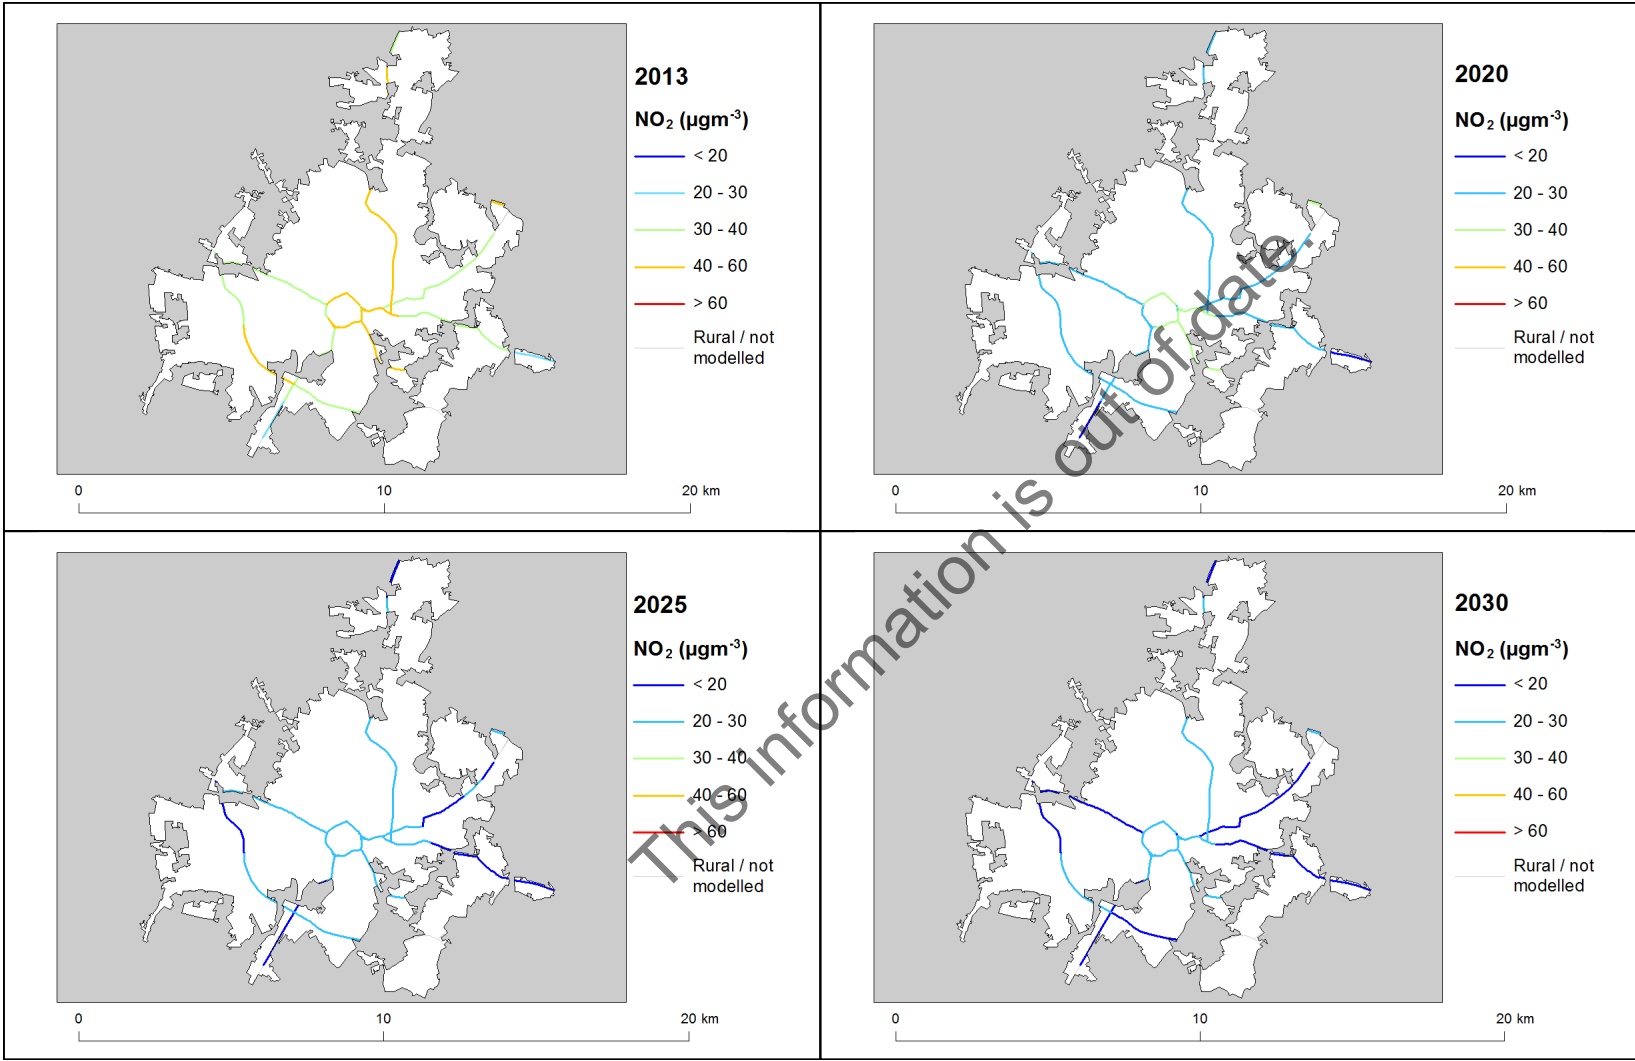 2013
NO₂ (µgm⁻³)
< 20
20 - 30
30 - 40
40 - 60
> 60
Rural / not
modelled
0 10 20 km
2020
NO₂ (µgm⁻³)
< 20
20 - 30
30 - 40
40 - 60
> 60
Rural / not
modelled
0 10 20 km
2025
NO₂ (µgm⁻³)
< 20
20 - 30
30 - 40
40 - 60
> 60
Rural / not
modelled
0 10 20 km
2030
NO₂ (µgm⁻³)
< 20
20 - 30
30 - 40
40 - 60
> 60
Rural / not
modelled
0 10 20 km
This information is out of date.